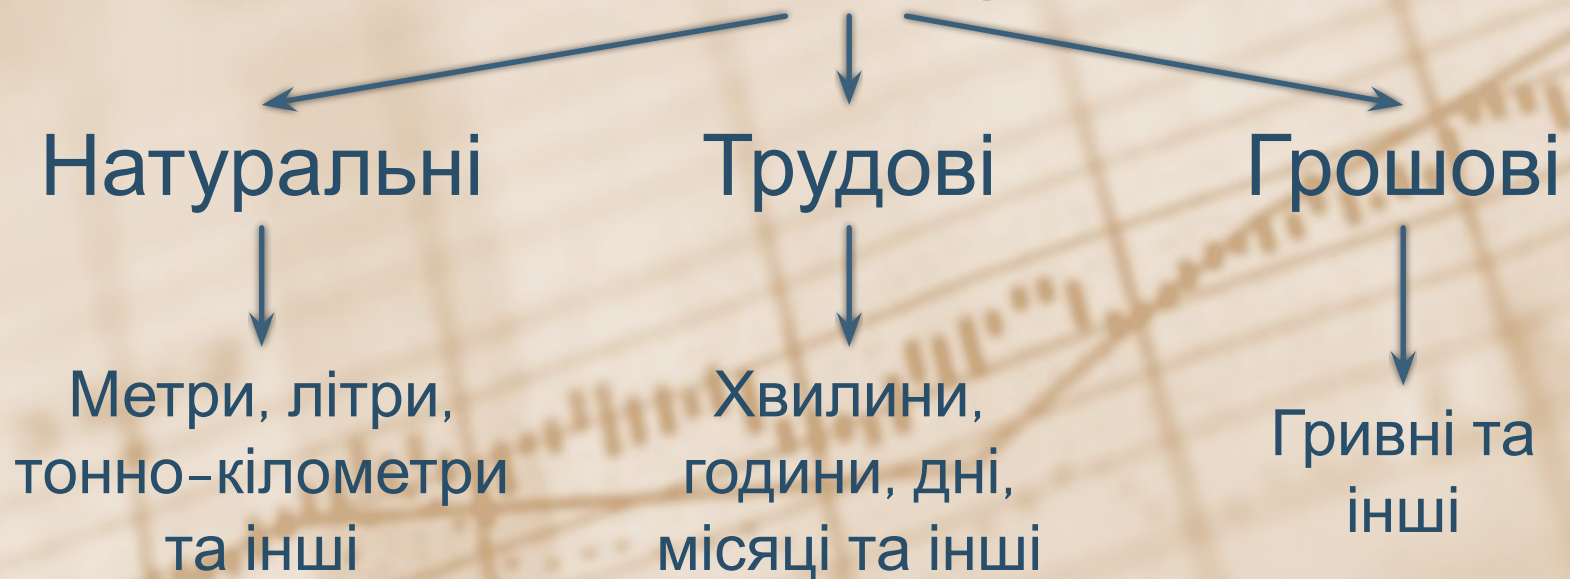 Натуральні
Трудові
Грошові
Метри, літри,
тонно-кілометри
та інші
Хвилини,
години, дні,
місяці та інші
Гривні та
інші